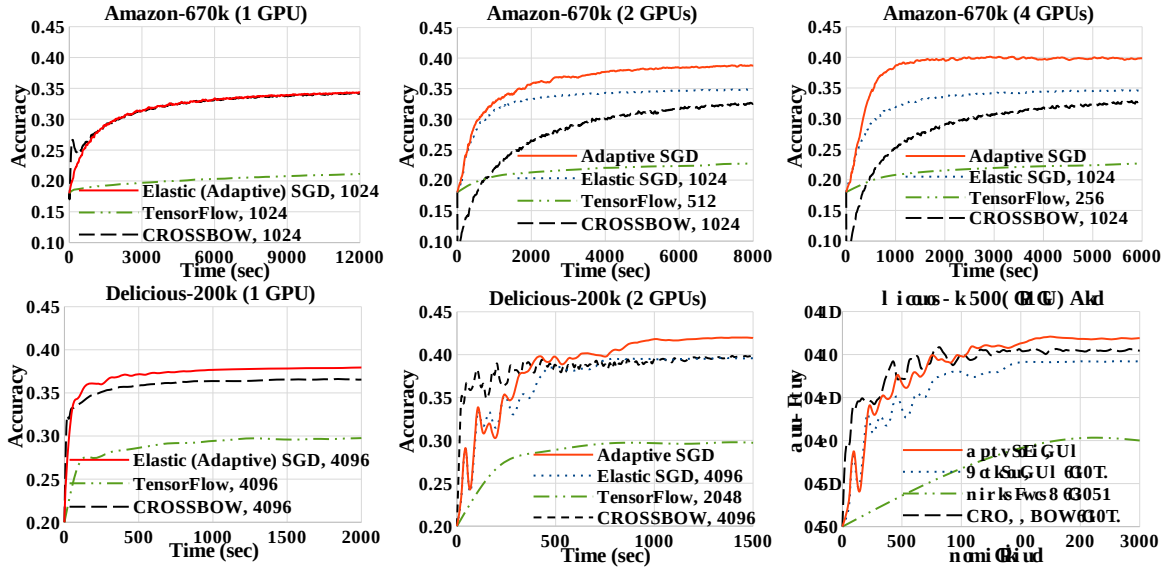 Amazon-670k (1 GPU)
Accuracy
0.45
0.40
0.35
0.30
0.25
0.20
0.15
0.10
Elastic (Adaptive) SGD, 1024
TensorFlow, 1024
CROSSBOW, 1024
0 3000 6000 9000 12000
Time (sec)
Amazon-670k (2 GPUs)
Accuracy
0.45
0.40
0.35
0.30
0.25
0.20
0.15
0.10
Adaptive SGD
Elastic SGD, 1024
TensorFlow, 512
CROSSBOW, 1024
0 2000 4000 6000 8000
Time (sec)
Amazon-670k (4 GPUs)
Accuracy
0.45
0.40
0.35
0.30
0.25
0.20
0.15
0.10
Adaptive SGD
Elastic SGD, 1024
TensorFlow, 256
CROSSBOW, 1024
0 1000 2000 3000 4000 5000 6000
Time (sec)
Delicious-200k (1 GPU)
Accuracy
0.45
0.40
0.35
0.30
0.25
0.20
Elastic (Adaptive) SGD, 4096
TensorFlow, 4096
CROSSBOW, 4096
0 500 1000 1500 2000
Time (sec)
Delicious-200k (2 GPUs)
Accuracy
0.45
0.40
0.35
0.30
0.25
0.20
Adaptive SGD
Elastic SGD, 4096
TensorFlow, 2048
CROSSBOW, 4096
0 500 1000 1500
Time (sec)
0 500 100 150 200 3000